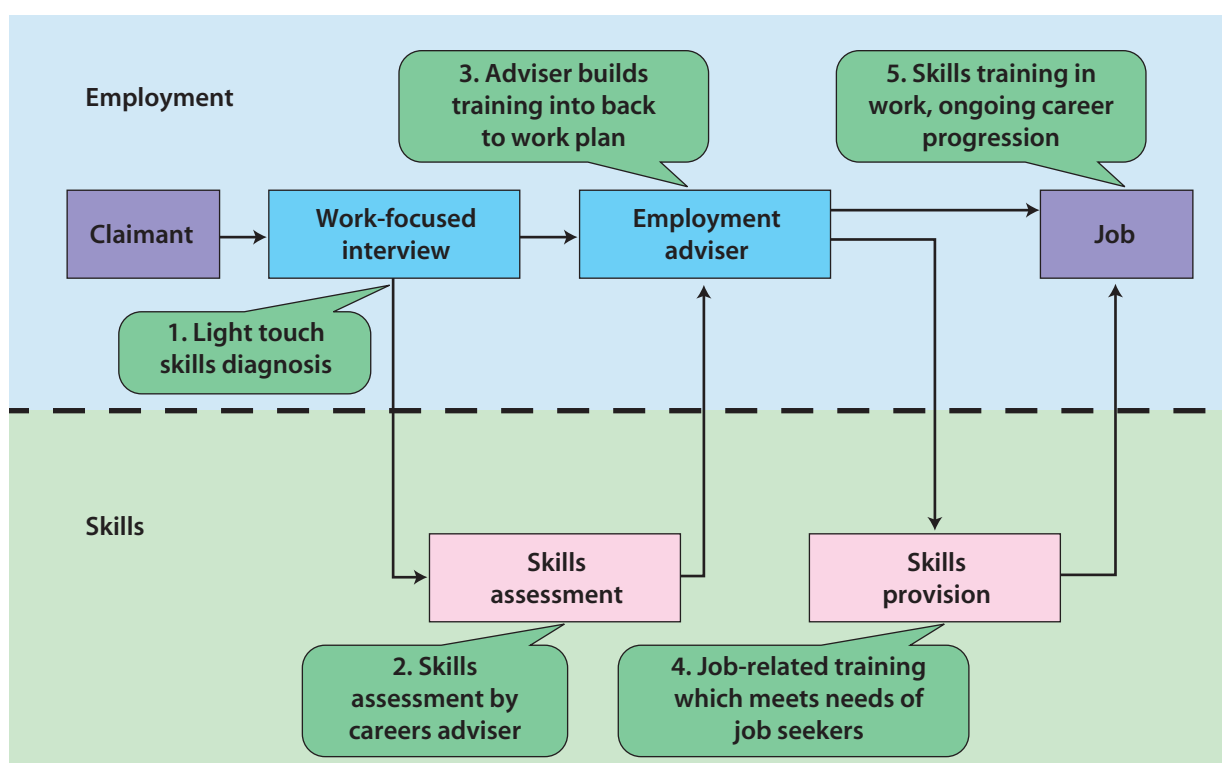 Employment
3. Adviser builds
training into back
to work plan
5. Skills training in
work, ongoing career
progression
Claimant
Work-focused
interview
Employment
adviser
Job
1. Light touch
skills diagnosis
Skills
Skills
assessment
Skills
provision
2. Skills
assessment by
careers adviser
4. Job-related training
which meets needs of
job seekers